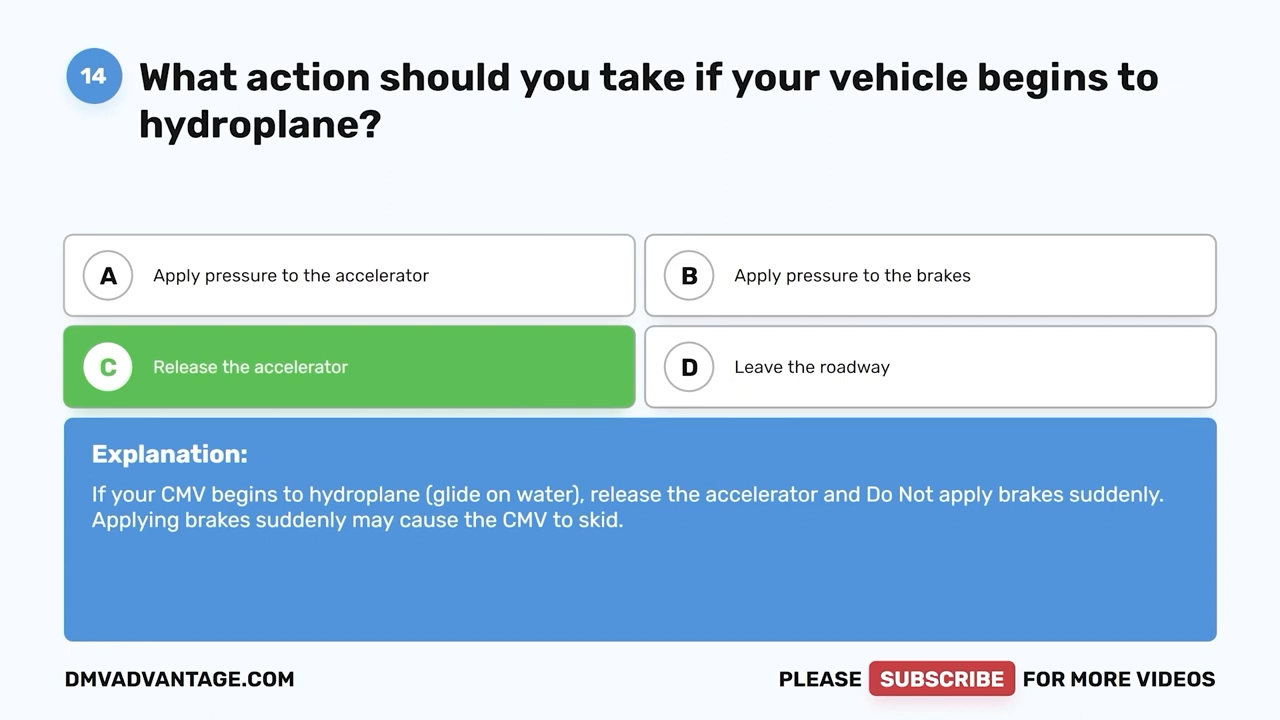 14
What action should you take if your vehicle begins to
hydroplane?
A
Apply pressure to the accelerator
B
Apply pressure to the brakes
C
Release the accelerator
D
Leave the roadway
Explanation:
If your CMV begins to hydroplane (glide on water), release the accelerator and Do Not apply brakes suddenly.
Applying brakes suddenly may cause the CMV to skid.
DMVADVANTAGE.COM
PLEASE SUBSCRIBE FOR MORE VIDEOS